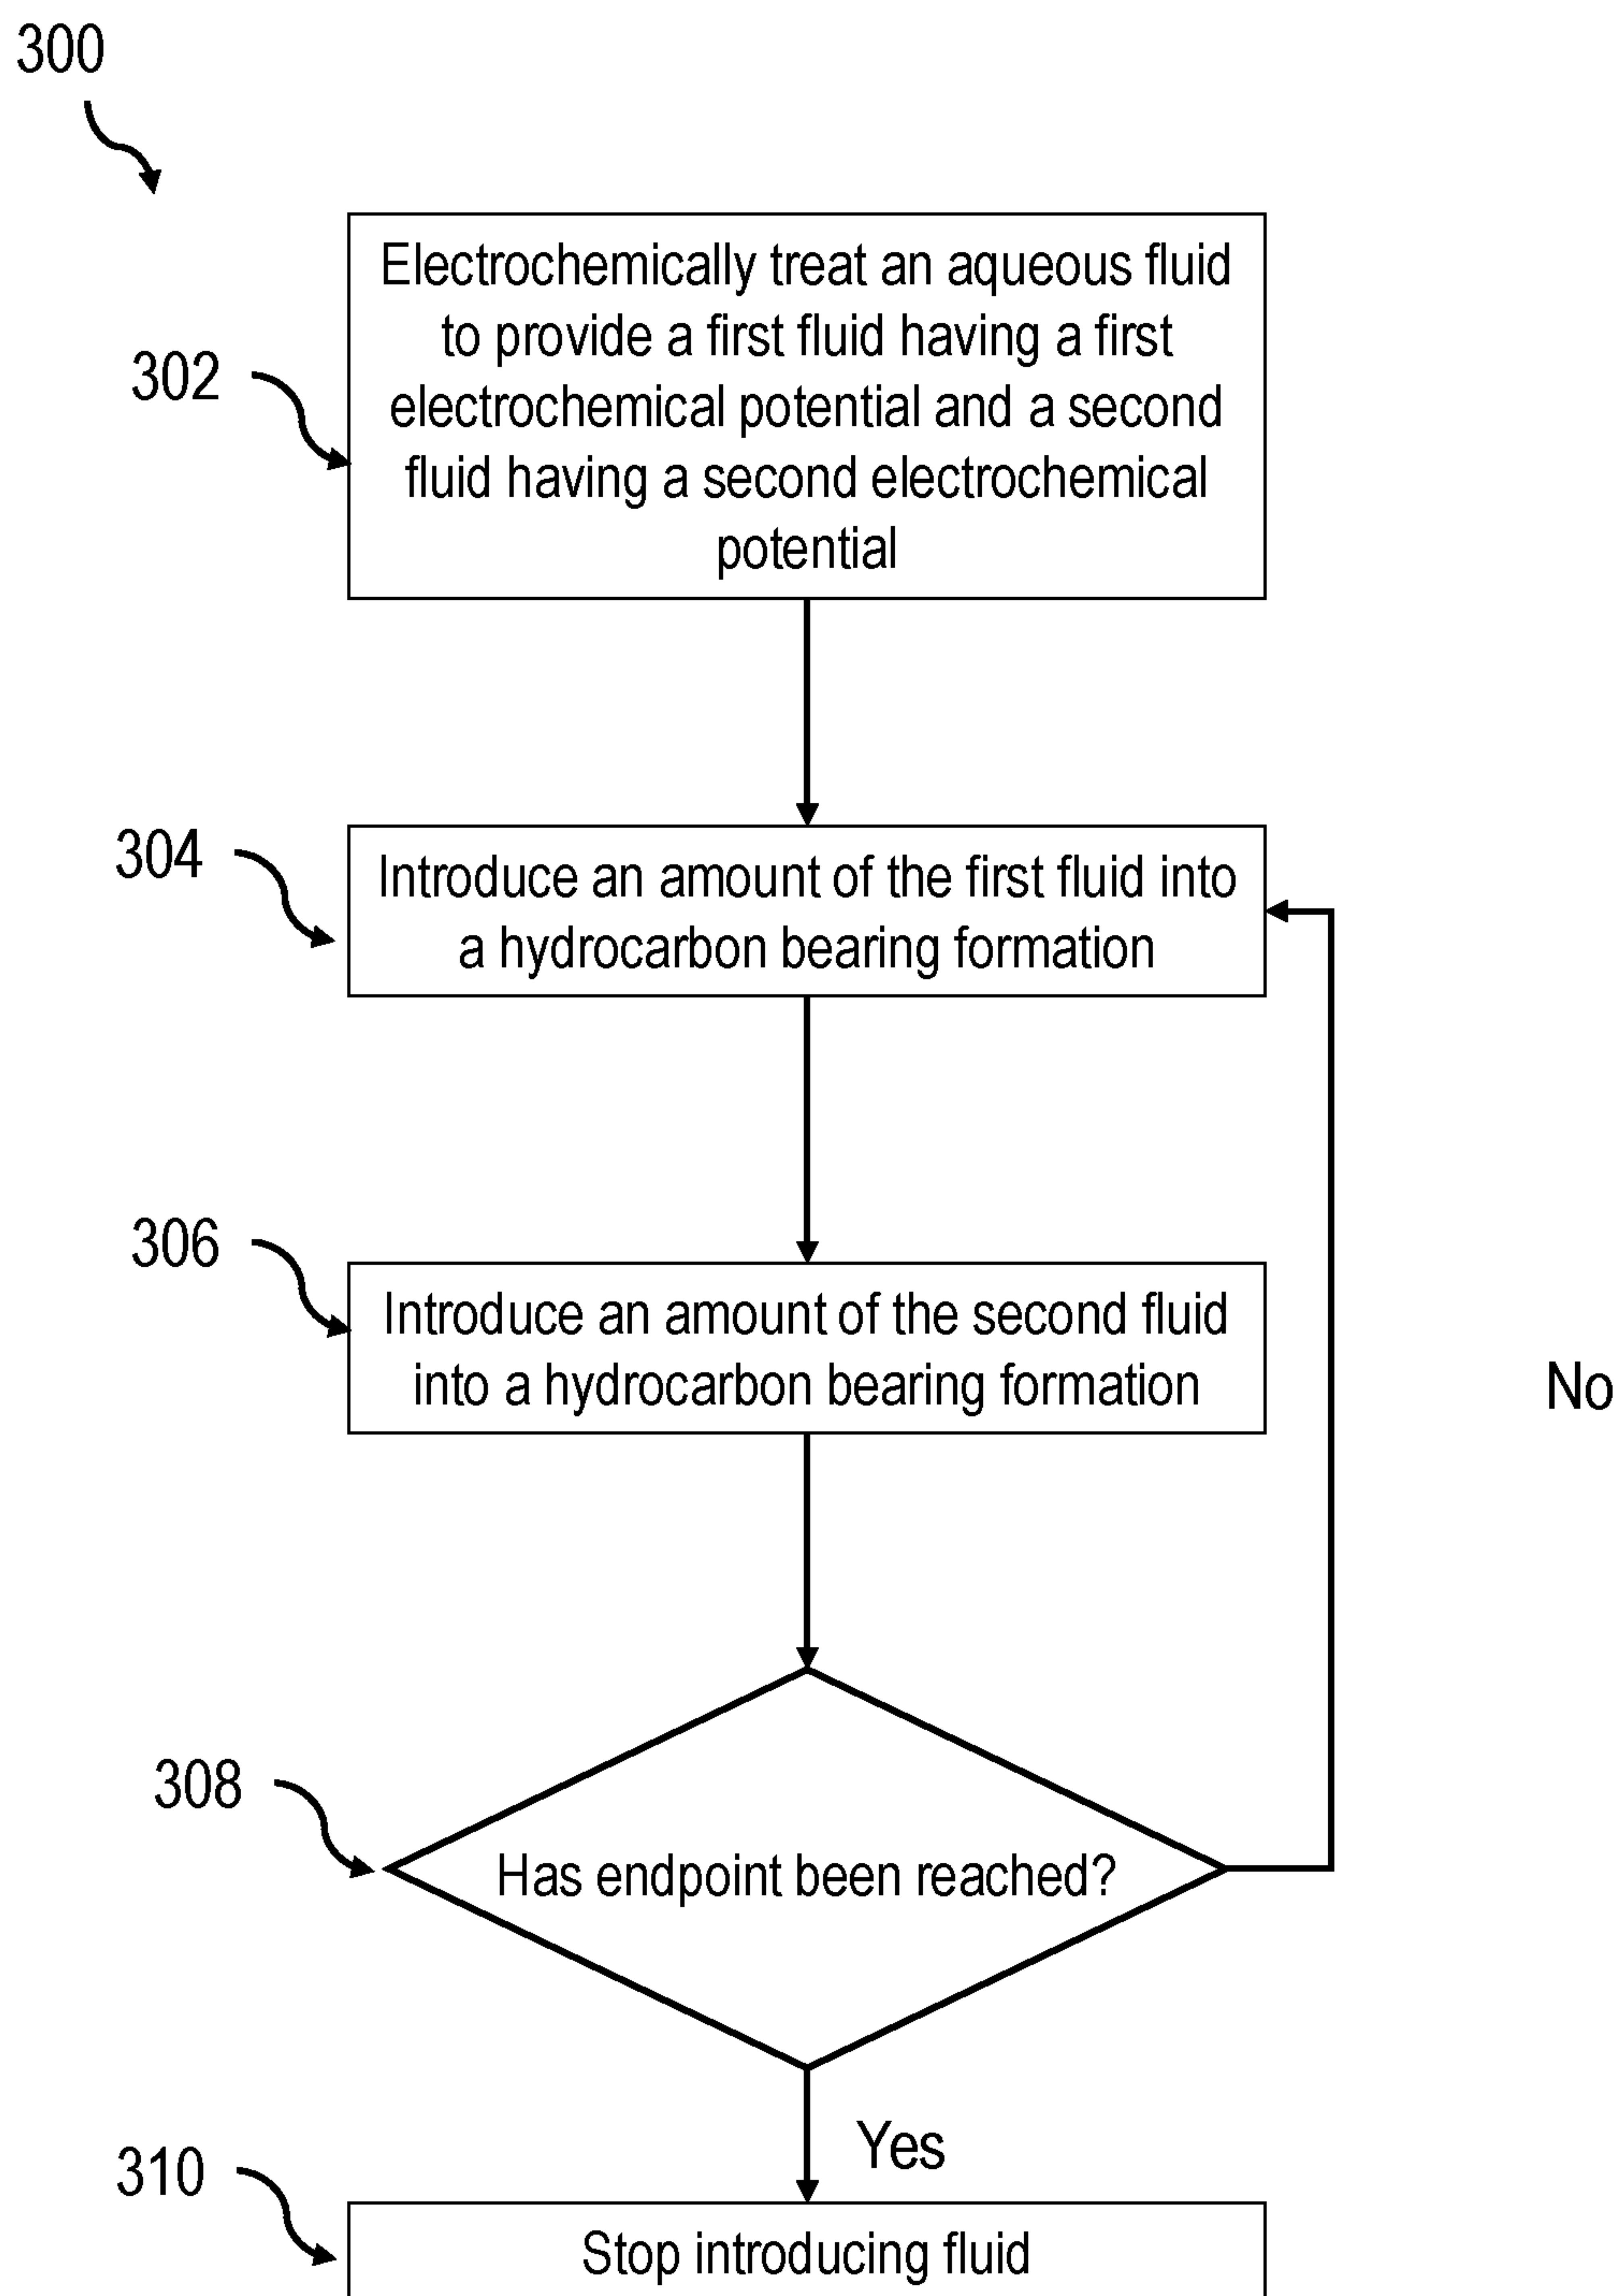 300
302
Electrochemically treat an aqueous fluid
to provide a first fluid having a first
electrochemical potential and a second
fluid having a second electrochemical
potential
304
Introduce an amount of the first fluid into
a hydrocarbon bearing formation
306
Introduce an amount of the second fluid
into a hydrocarbon bearing formation
No
308
Has endpoint been reached?
Yes
310
Stop introducing fluid